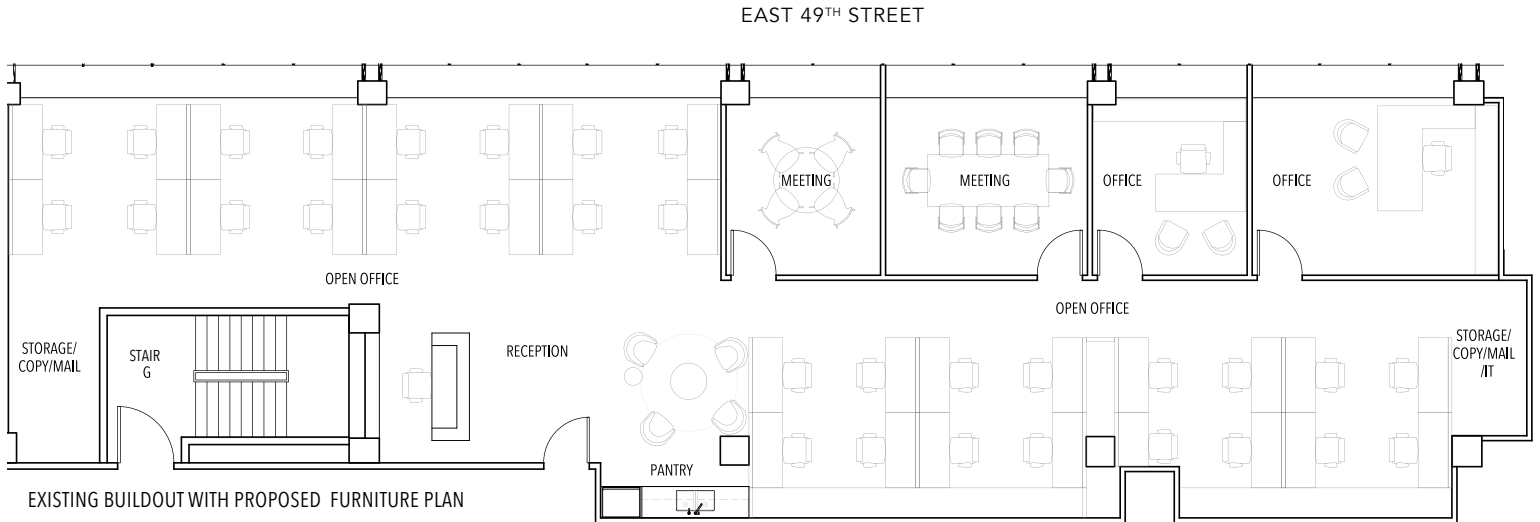 EAST 49TH STREET
MEETING
MEETING
OFFICE
OFFICE
OPEN OFFICE
OPEN OFFICE
STORAGE/
COPY/MAIL
STAIR
G
RECEPTION
STORAGE/
COPY/MAIL
/IT
PANTRY
EXISTING BUILDOUT WITH PROPOSED FURNITURE PLAN